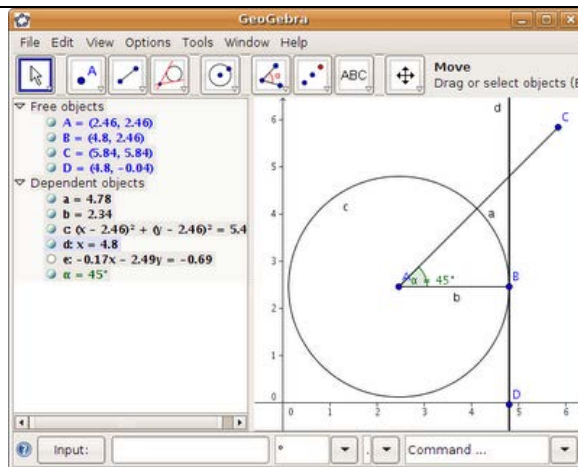 GeoGebra
File Edit View Options Tools Window Help
A
ABC
Move
Drag or select objects (E
Free objects
A = (2.46, 2.46)
B = (4.8, 2.46)
C = (5.84, 5.84)
D = (4.8, -0.04)
Dependent objects
a = 4.78
b = 2.34
c: (x - 2.46)² + (y - 2.46)² = 5.4
d: x = 4.8
e: -0.17x - 2.49y = -0.69
α = 45°
6
d
C
5
4
c
a
3
A
α = 45°
B
2
b
1
0
D
0 1 2 3 4 5 6
Input:
°
Command ...